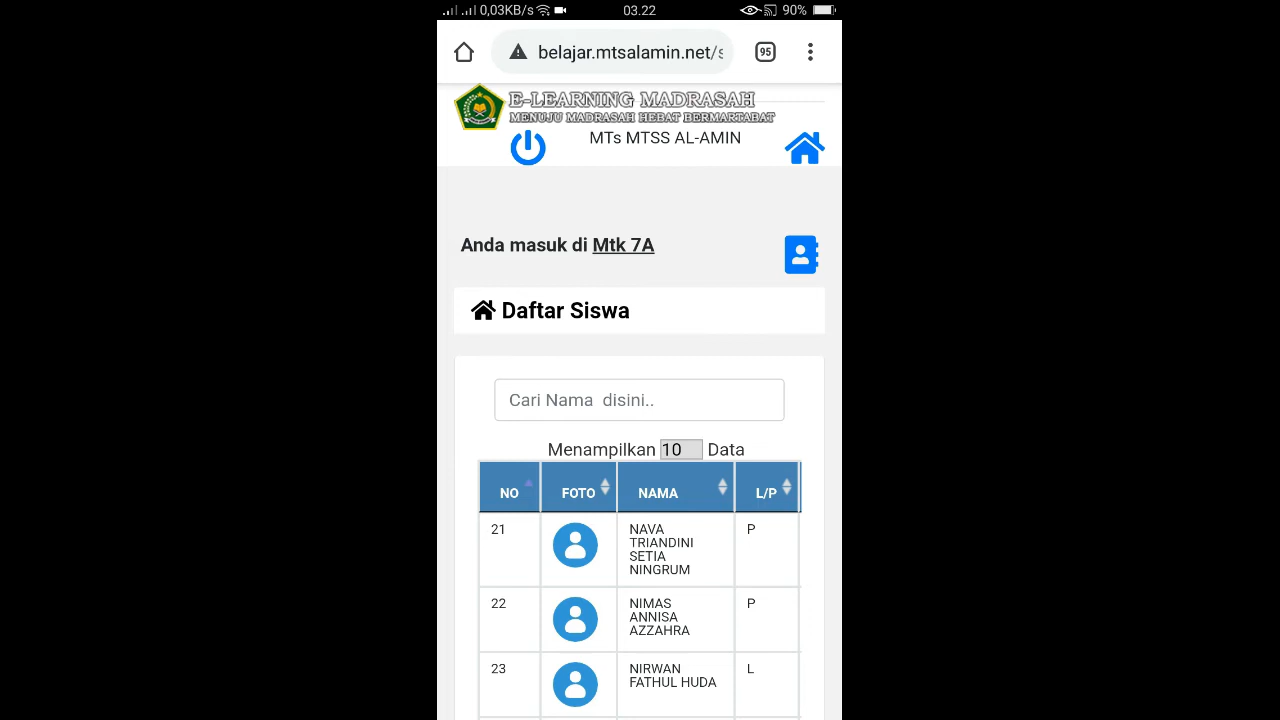 0,03KB/s 03.22 90%
belajar.mtsalamin.net/s 95
E-LEARNING MADRASAH
MENUJU MADRASAH HEBAT BERMARTABAT
MTs MTSS AL-AMIN
Anda masuk di Mtk 7A
Daftar Siswa
Cari Nama disini..
Menampilkan 10 Data
NO FOTO NAMA L/P
21 NAVA P
TRIANDINI
SETIA
NINGRUM
22 NIMAS P
ANNISA
AZZAHRA
23 NIRWAN L
FATHUL HUDA